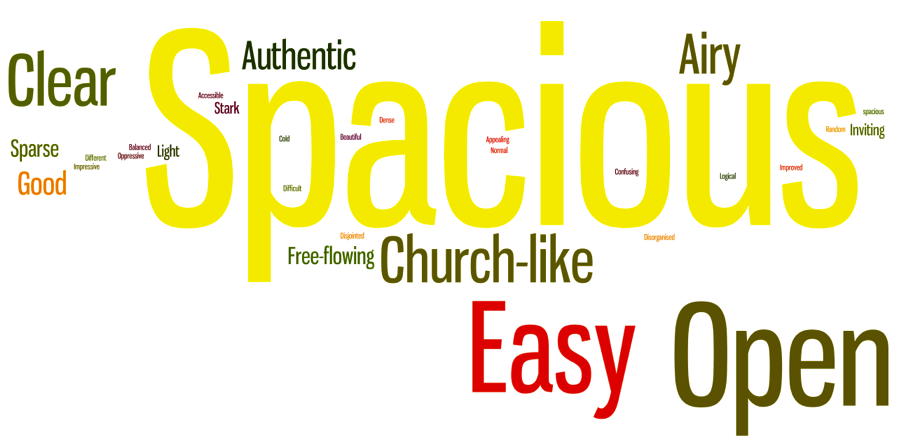 Spacious
Authentic
Airy
Clear
Accessible
Stark
Dense
spacious
Random
Inviting
Cold
Beautiful
Appealing
Normal
Sparse
Different
Impressive
Balanced
Oppressive
Light
Good
Difficult
Confusing
Logical
Improved
Disjointed
Disorganised
Free-flowing
Church-like
Easy
Open